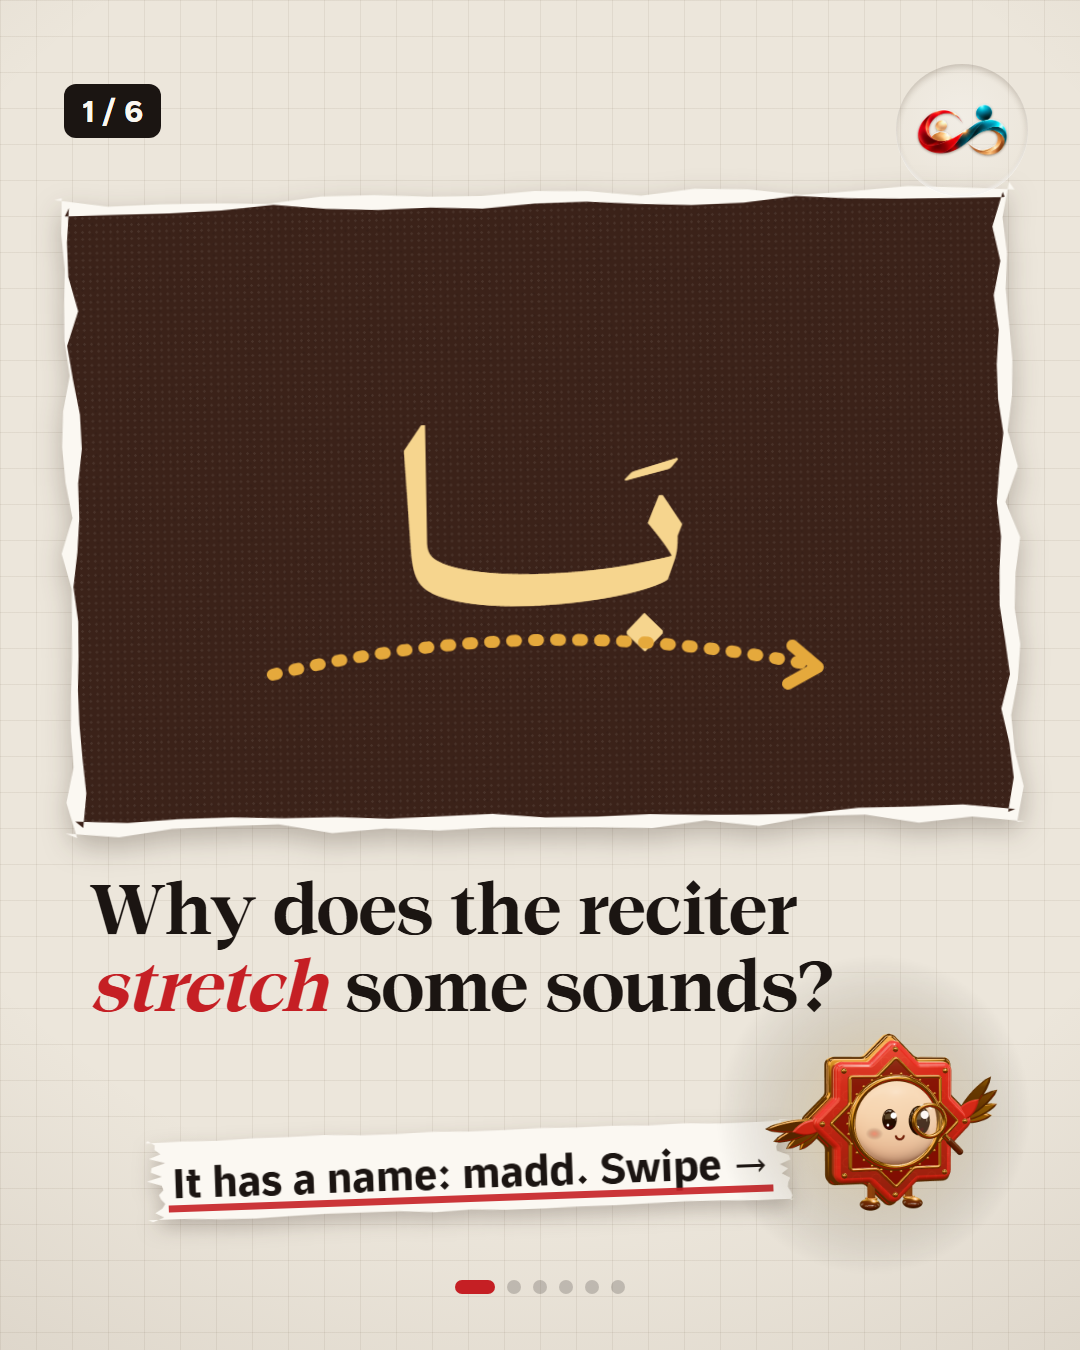 1 / 6
بَا
Why does the reciter
stretch some sounds?
It has a name: madd. Swipe →